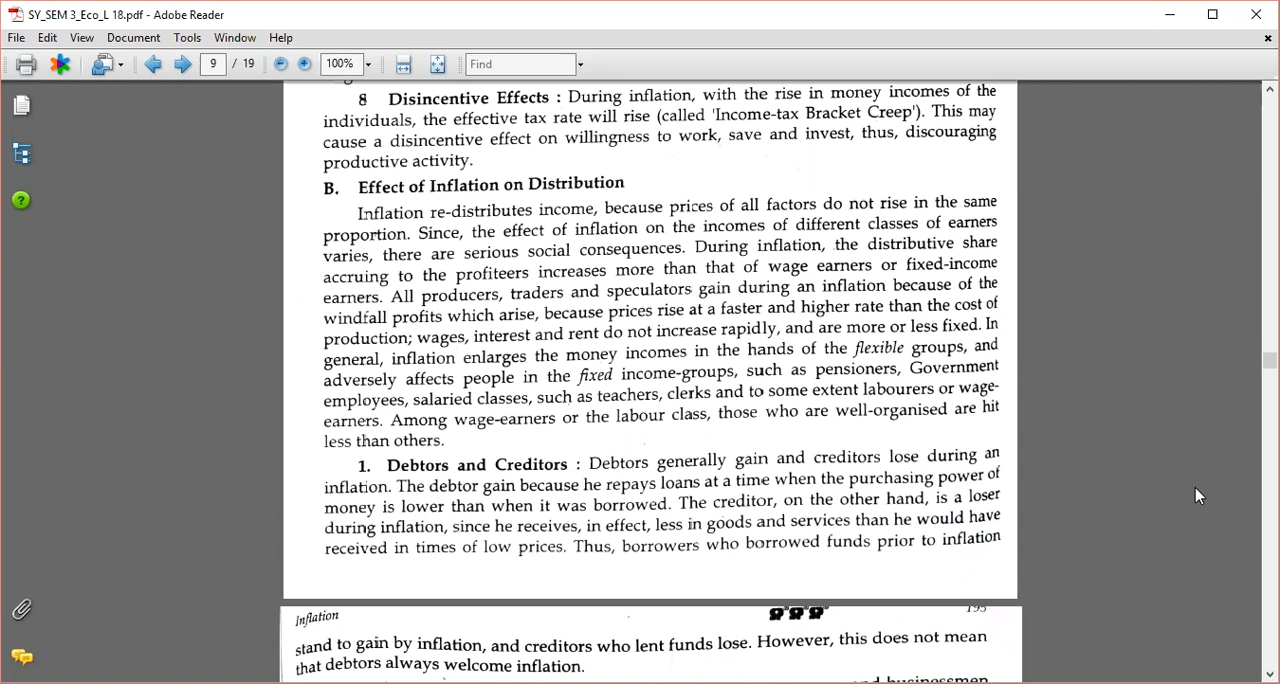 SY_SEM 3_Eco_L 18.pdf - Adobe Reader
File Edit View Document Tools Window Help
9 / 19 100% Find
8 Disincentive Effects : During inflation, with the rise in money incomes of the
individuals, the effective tax rate will rise (called 'Income-tax Bracket Creep'). This may
cause a disincentive effect on willingness to work, save and invest, thus, discouraging
productive activity.
B. Effect of Inflation on Distribution
Inflation re-distributes income, because prices of all factors do not rise in the same
proportion. Since, the effect of inflation on the incomes of different classes of earners
varies, there are serious social consequences. During inflation, the distributive share
accruing to the profiteers increases more than that of wage earners or fixed-income
earners. All producers, traders and speculators gain during an inflation because of the
windfall profits which arise, because prices rise at a faster and higher rate than the cost of
production; wages, interest and rent do not increase rapidly, and are more or less fixed. In
general, inflation enlarges the money incomes in the hands of the flexible groups, and
adversely affects people in the fixed income-groups, such as pensioners, Government
employees, salaried classes, such as teachers, clerks and to some extent labourers or wage-
earners. Among wage-earners or the labour class, those who are well-organised are hit
less than others.
1. Debtors and Creditors : Debtors generally gain and creditors lose during an
inflation. The debtor gain because he repays loans at a time when the purchasing power of
money is lower than when it was borrowed. The creditor, on the other hand, is a loser
during inflation, since he receives, in effect, less in goods and services than he would have
received in times of low prices. Thus, borrowers who borrowed funds prior to inflation
Inflation 195
stand to gain by inflation, and creditors who lent funds lose. However, this does not mean
that debtors always welcome inflation.
and businessmen